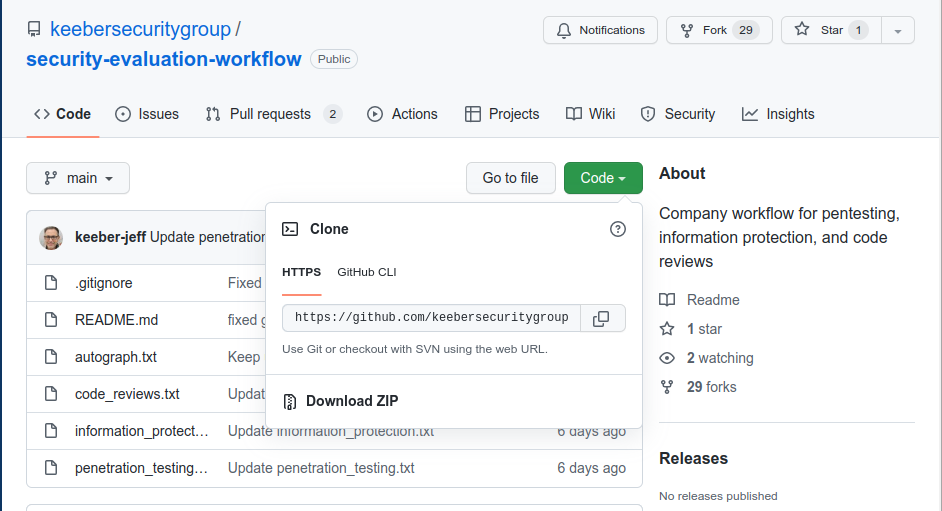 keebersecuritygroup /
security-evaluation-workflow Public
Notifications
Fork 29
Star 1
Code
Issues
Pull requests 2
Actions
Projects
Wiki
Security
Insights
main
Go to file
Code
keeber-jeff Update penetration
.gitignore Fixed
README.md fixed
autograph.txt Keep
code_reviews.txt
information_protect... Update information_protection.txt 6 days ago
penetration_testing... Update penetration_testing.txt 6 days ago
Clone
HTTPS GitHub CLI
https://github.com/keebersecuritygroup
Use Git or checkout with SVN using the web URL.
Download ZIP
About
Company workflow for pentesting,
information protection, and code
reviews
Readme
1 star
2 watching
29 forks
Releases
No releases published